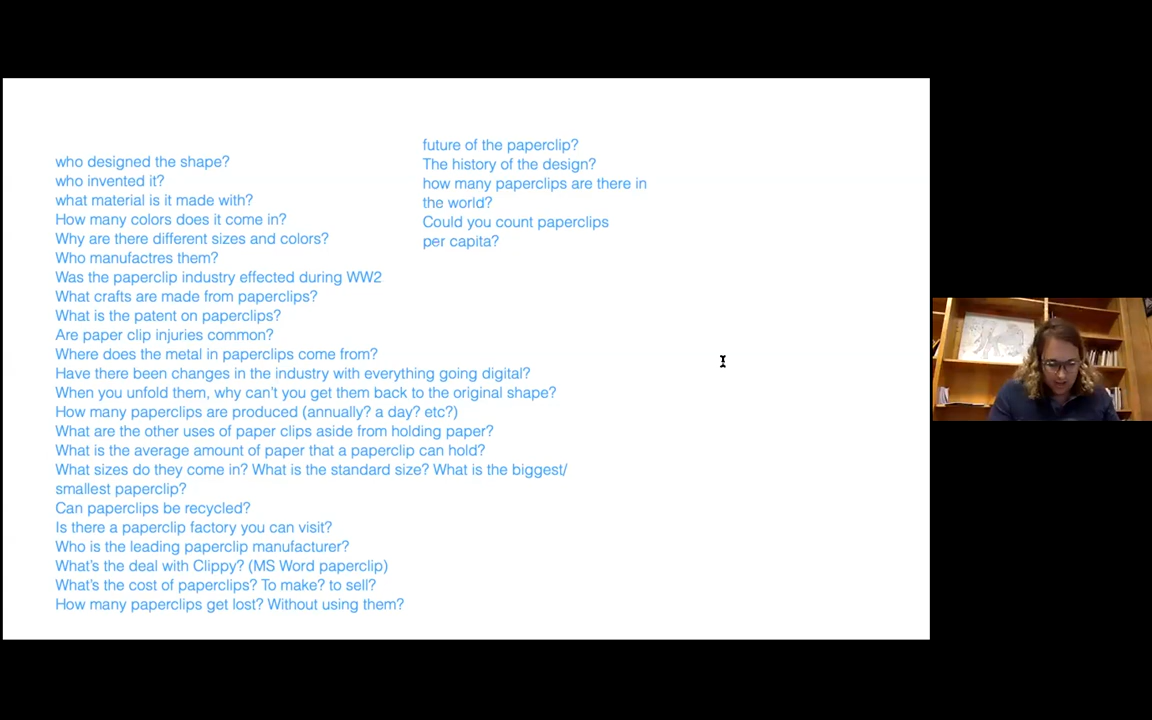 who designed the shape?
who invented it?
what material is it made with?
How many colors does it come in?
Why are there different sizes and colors?
Who manufactres them?
Was the paperclip industry effected during WW2
What crafts are made from paperclips?
What is the patent on paperclips?
Are paper clip injuries common?
Where does the metal in paperclips come from?
Have there been changes in the industry with everything going digital?
When you unfold them, why can't you get them back to the original shape?
How many paperclips are produced (annually? a day? etc?)
What are the other uses of paper clips aside from holding paper?
What is the average amount of paper that a paperclip can hold?
What sizes do they come in? What is the standard size? What is the biggest/
smallest paperclip?
Can paperclips be recycled?
Is there a paperclip factory you can visit?
Who is the leading paperclip manufacturer?
What's the deal with Clippy? (MS Word paperclip)
What's the cost of paperclips? To make? to sell?
How many paperclips get lost? Without using them?
future of the paperclip?
The history of the design?
how many paperclips are there in
the world?
Could you count paperclips
per capita?